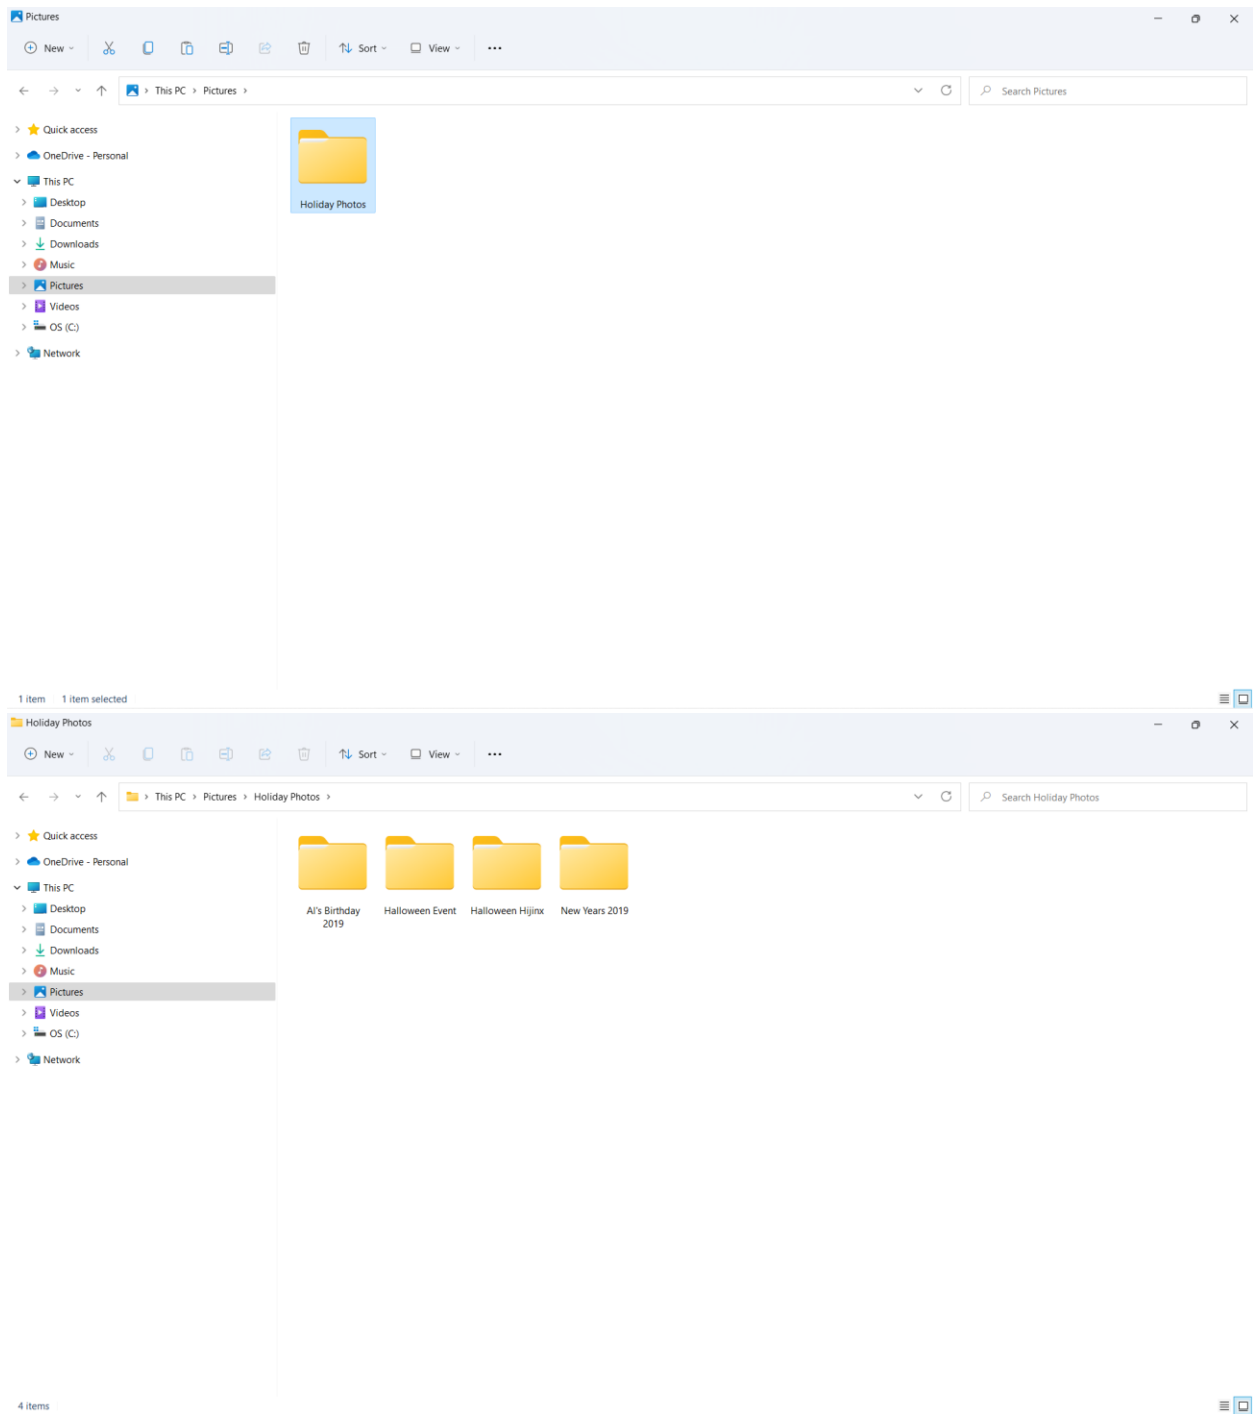 Pictures
New
Sort
View
This PC > Pictures >
Search Pictures
Quick access
OneDrive - Personal
This PC
Desktop
Documents
Downloads
Music
Pictures
Videos
OS (C:)
Network
Holiday Photos
1 item 1 item selected
Holiday Photos
New
Sort
View
This PC > Pictures > Holiday Photos >
Search Holiday Photos
Quick access
OneDrive - Personal
This PC
Desktop
Documents
Downloads
Music
Pictures
Videos
OS (C:)
Network
Al's Birthday
2019
Halloween Event
Halloween Hijinx
New Years 2019
4 items